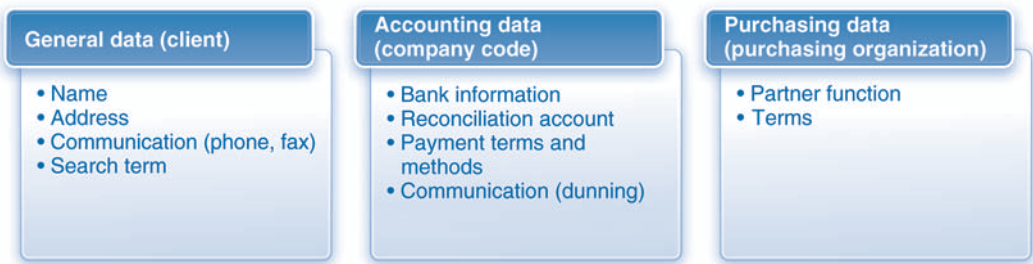 General data (client)
• Name
• Address
• Communication (phone, fax)
• Search term
Accounting data
(company code)
• Bank information
• Reconciliation account
• Payment terms and
methods
• Communication (dunning)
Purchasing data
(purchasing organization)
• Partner function
• Terms